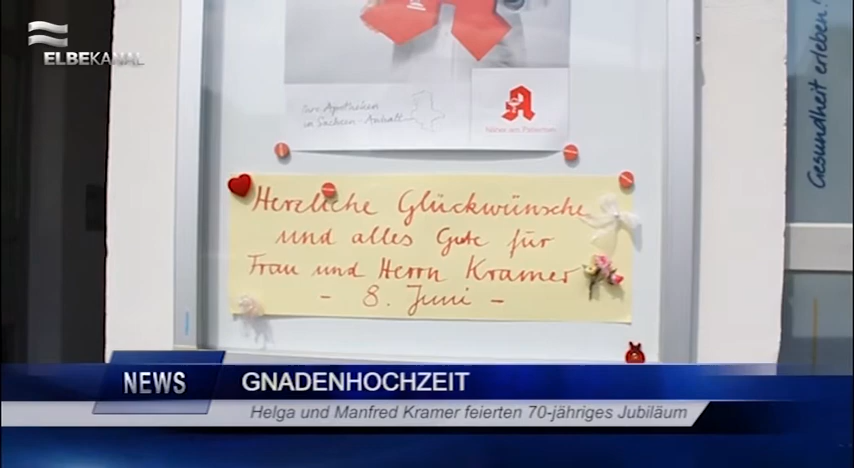 ELBEKANAL
Ihre Apotheken
in Sachsen-Anhalt
Gesundheit erleben!
Herzliche Glückwünsche
und alles Gute für
Frau und Herrn Kramer
- 8. Juni -
NEWS
GNADENHOCHZEIT
Helga und Manfred Kramer feierten 70-jähriges Jubiläum